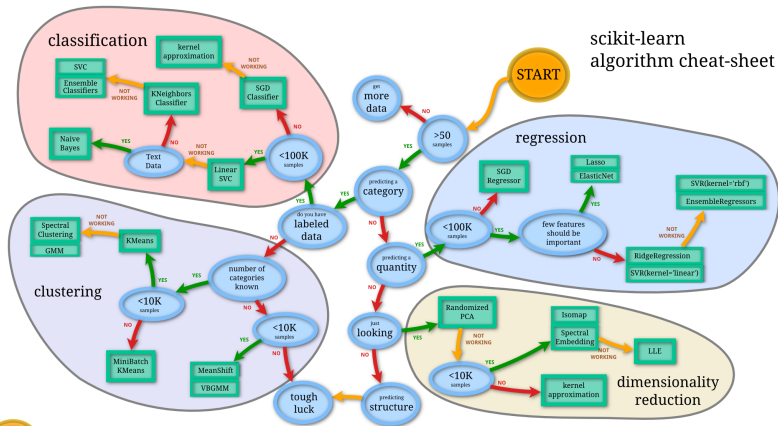 scikit-learn
algorithm cheat-sheet
START
>50
samples
NO
get
more
data
YES
predicting a
category
YES
do you have
labeled
data
NO
predicting a
quantity
YES
NO
just
looking
YES
NO
predicting
structure
tough
luck
classification
YES
<100K
samples
YES
Linear
SVC
NOT
WORKING
Text
Data
YES
Naive
Bayes
NO
KNeighbors
Classifier
NOT
WORKING
SVC
Ensemble
Classifiers
NO
SGD
Classifier
NOT
WORKING
kernel
approximation
clustering
NO
number of
categories
known
YES
<10K
samples
YES
KMeans
NOT
WORKING
Spectral
Clustering
GMM
NO
MiniBatch
KMeans
NO
<10K
samples
YES
MeanShift
VBGMM
NO
regression
<100K
samples
NO
SGD
Regressor
YES
few features
should be
important
YES
Lasso
ElasticNet
NO
RidgeRegression
SVR(kernel='linear')
NOT
WORKING
SVR(kernel='rbf')
EnsembleRegressors
dimensionality
reduction
Randomized
PCA
NOT
WORKING
<10K
samples
YES
Isomap
Spectral
Embedding
NOT
WORKING
LLE
NO
kernel
approximation